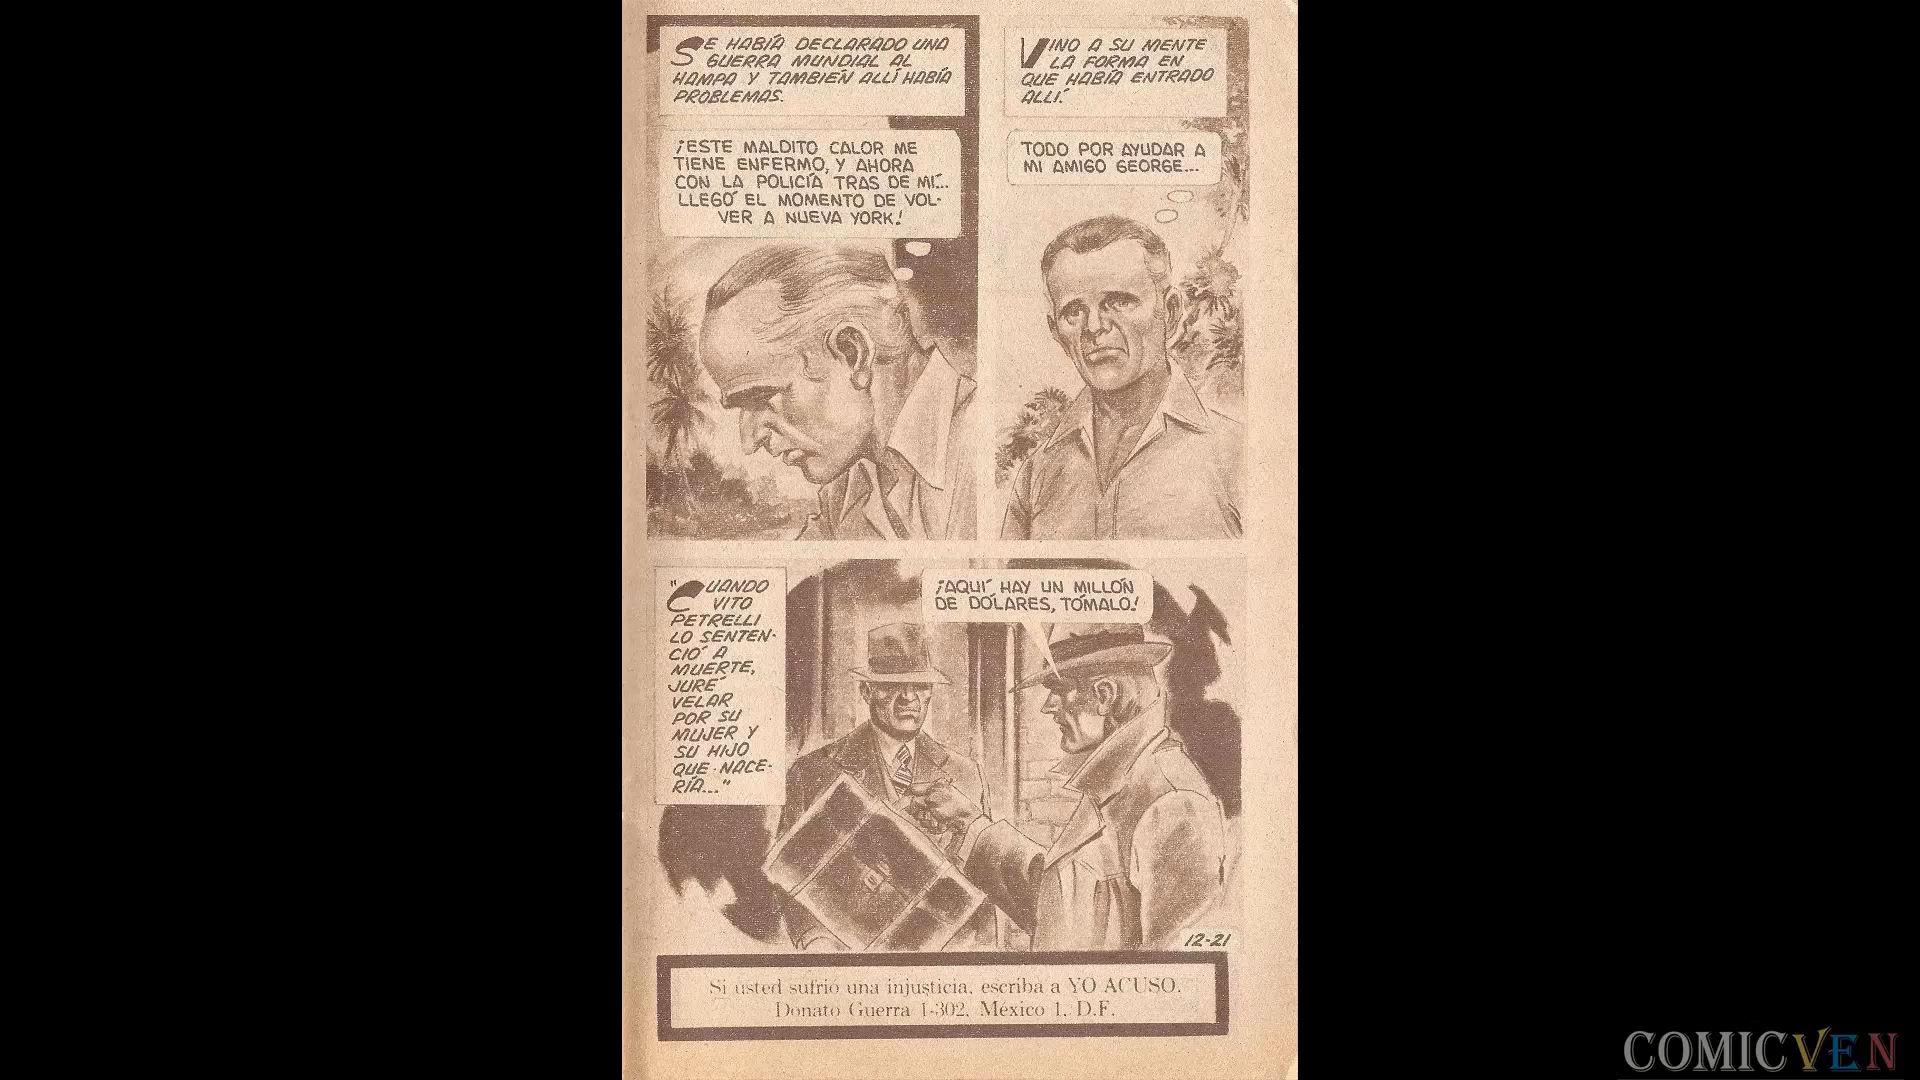 SE HABÍA DECLARADO UNA
GUERRA MUNDIAL AL
HAMPA Y TAMBIÉN ALLÍ HABÍA
PROBLEMAS.
¡ESTE MALDITO CALOR ME
TIENE ENFERMO, Y AHORA
CON LA POLICÍA TRAS DE MÍ...
LLEGÓ EL MOMENTO DE VOL-
VER A NUEVA YORK!
VINO A SU MENTE
LA FORMA EN
QUE HABÍA ENTRADO
ALLÍ.
TODO POR AYUDAR A
MI AMIGO GEORGE...
"CUANDO
VITO
PETRELLI
LO SENTEN-
CIÓ A
MUERTE,
JURÉ
VELAR
POR SU
MUJER Y
SU HIJO
QUE NACE-
RÍA..."
¡AQUÍ HAY UN MILLÓN
DE DÓLARES, TÓMALO!
12-21
Si usted sufrió una injusticia, escriba a YO ACUSO.
Donato Guerra 1-302, México 1, D.F.
COMICVEN